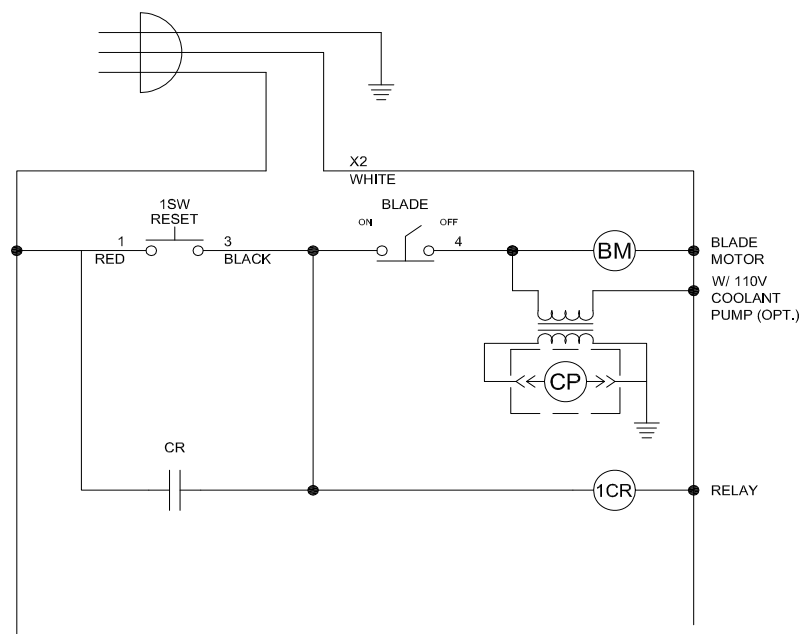 X2
WHITE
1SW
RESET
BLADE
ON
OFF
1
3
4
RED
BLACK
BM
BLADE
MOTOR
W/ 110V
COOLANT
PUMP (OPT.)
CP
CR
1CR
RELAY